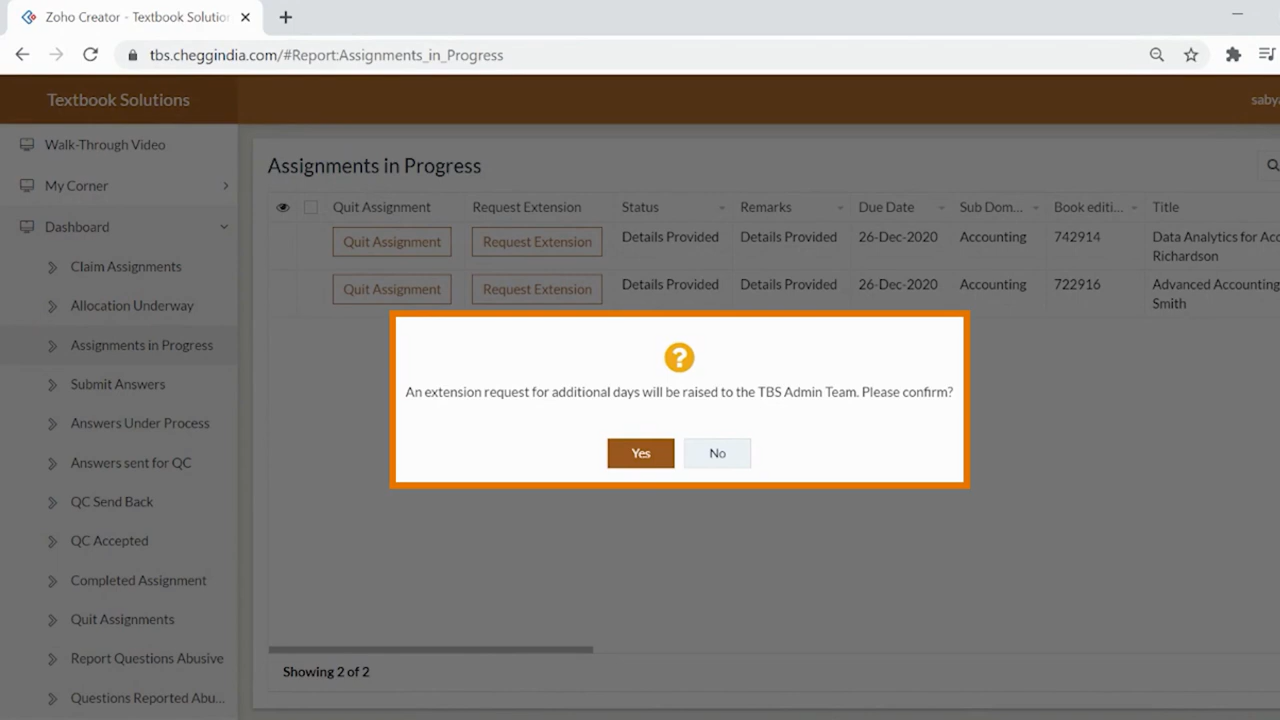 Zoho Creator - Textbook Solutio
tbs.cheggindia.com/#Report:Assignments_in_Progress
Textbook Solutions
saby
Walk-Through Video
My Corner
Dashboard
Claim Assignments
Allocation Underway
Assignments in Progress
Submit Answers
Answers Under Process
Answers sent for QC
QC Send Back
QC Accepted
Completed Assignment
Quit Assignments
Report Questions Abusive
Questions Reported Abu...
Assignments in Progress
Quit Assignment Request Extension Status Remarks Due Date Sub Dom... Book editi... Title
Quit Assignment Request Extension Details Provided Details Provided 26-Dec-2020 Accounting 742914 Data Analytics for Acc
Richardson
Quit Assignment Request Extension Details Provided Details Provided 26-Dec-2020 Accounting 722916 Advanced Accounting
Smith
?
An extension request for additional days will be raised to the TBS Admin Team. Please confirm?
Yes No
Showing 2 of 2